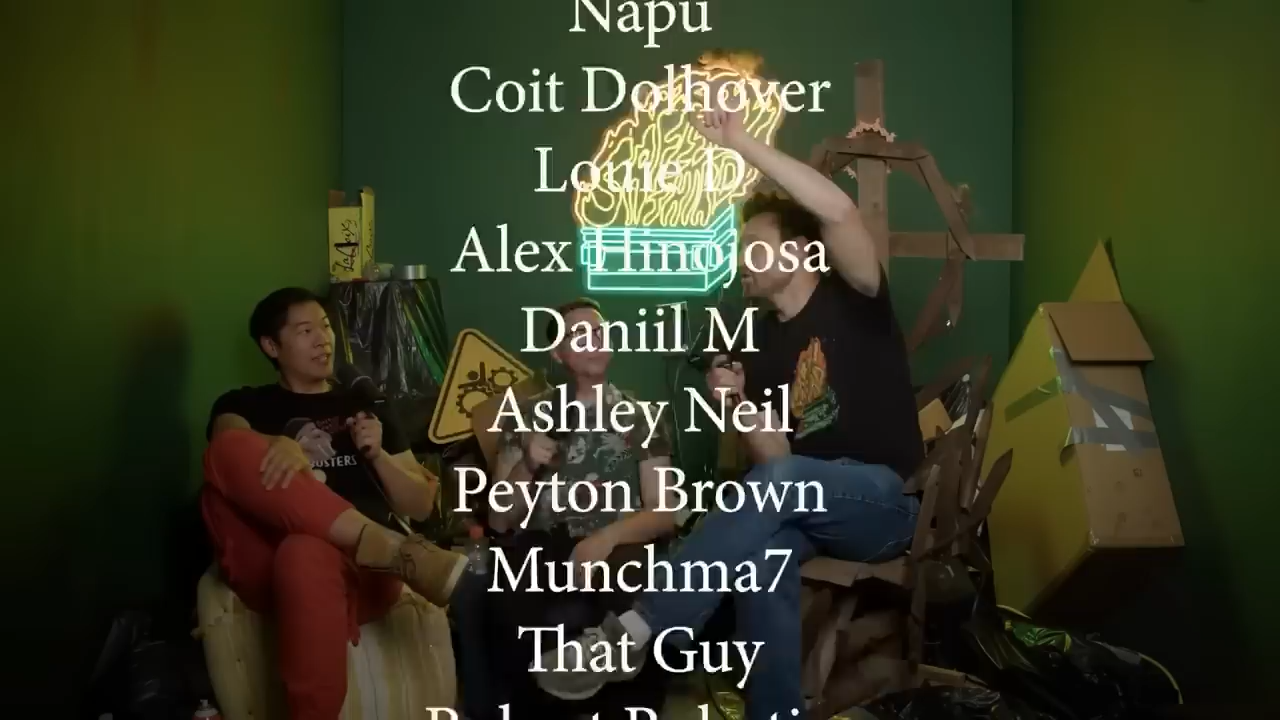 Napu
Coit Dolhover
Louie D
Alex Hinojosa
Daniil M
Ashley Neil
Peyton Brown
Munchma7
That Guy